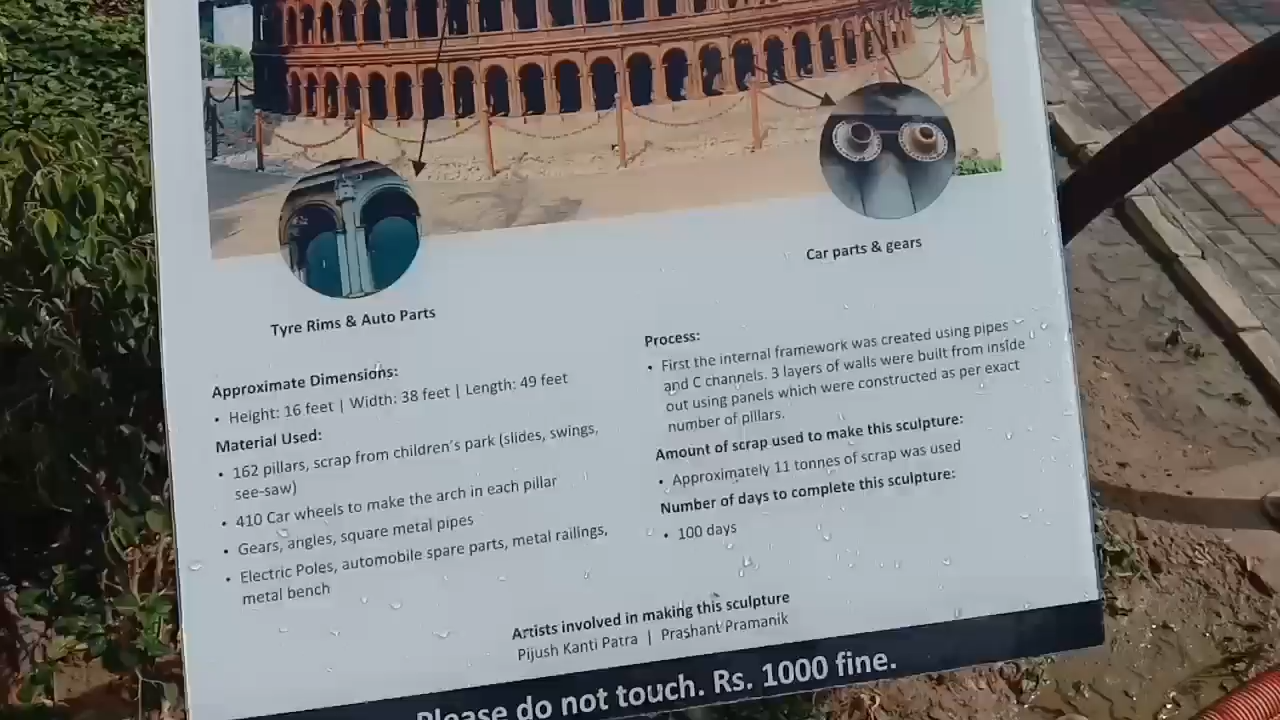 Car parts & gears
Tyre Rims & Auto Parts
Approximate Dimensions:
• Height: 16 feet | Width: 38 feet | Length: 49 feet
Material Used:
• 162 pillars, scrap from children's park (slides, swings,
see-saw)
• 410 Car wheels to make the arch in each pillar
• Gears, angles, square metal pipes
• Electric Poles, automobile spare parts, metal railings,
metal bench
Process:
• First the internal framework was created using pipes
and C channels. 3 layers of walls were built from inside
out using panels which were constructed as per exact
number of pillars.
Amount of scrap used to make this sculpture:
• Approximately 11 tonnes of scrap was used
Number of days to complete this sculpture:
• 100 days
Artists involved in making this sculpture
Pijush Kanti Patra | Prashant Pramanik
Please do not touch. Rs. 1000 fine.